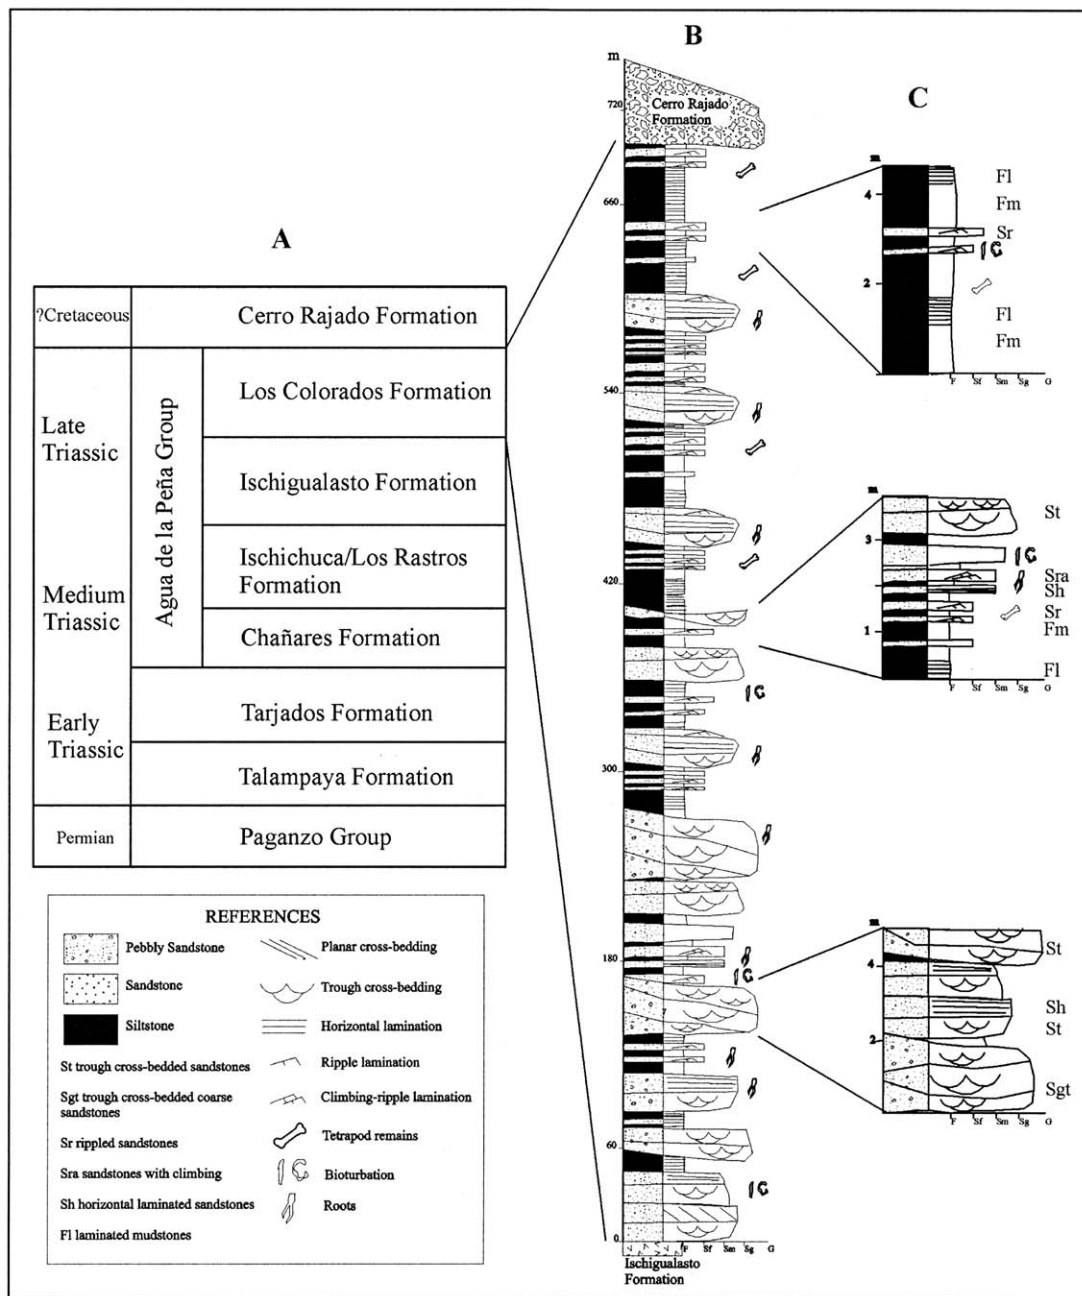 A
?Cretaceous
Cerro Rajado Formation
Late
Triassic
Medium
Triassic
Early
Triassic
Permian
Agua de la Peña Group
Los Colorados Formation
Ischigualasto Formation
Ischichuca/Los Rastros
Formation
Chañares Formation
Tarjados Formation
Talampaya Formation
Paganzo Group
REFERENCES
Pebbly Sandstone
Sandstone
Siltstone
St trough cross-bedded sandstones
Sgt trough cross-bedded coarse
sandstones
Sr rippled sandstones
Sra sandstones with climbing
Sh horizontal laminated sandstones
Fl laminated mudstones
Planar cross-bedding
Trough cross-bedding
Horizontal lamination
Ripple lamination
Climbing-ripple lamination
Tetrapod remains
Bioturbation
Roots
B
m
720
Cerro Rajado
Formation
660
540
420
300
180
?
60
0
F Sf Sm Sg G
Ischigualasto
Formation
C
m
4
Fl
Fm
Sr
2
Fl
Fm
F Sf Sm Sg G
m
St
3
Sra
Sh
Sr
1
Fm
Fl
F Sf Sm Sg G
m
St
4
Sh
St
2
Sgt
F Sf Sm Sg G